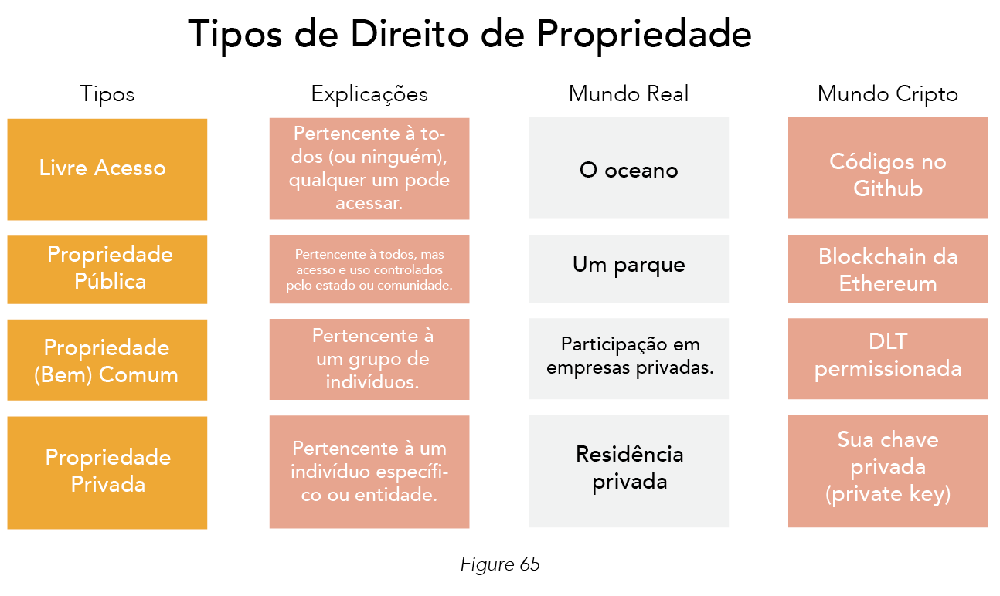 Tipos de Direito de Propriedade
Tipos
Explicações
Mundo Real
Mundo Cripto
Livre Acesso
Pertencente à to-
dos (ou ninguém),
qualquer um pode
acessar.
O oceano
Códigos no
Github
Propriedade
Pública
Pertencente à todos, mas
acesso e uso controlados
pelo estado ou comunidade.
Um parque
Blockchain da
Ethereum
Propriedade
(Bem) Comum
Pertencente à
um grupo de
indivíduos.
Participação em
empresas privadas.
DLT
permissionada
Propriedade
Privada
Pertencente à um
indivíduo específi-
co ou entidade.
Residência
privada
Sua chave
privada
(private key)
Figure 65